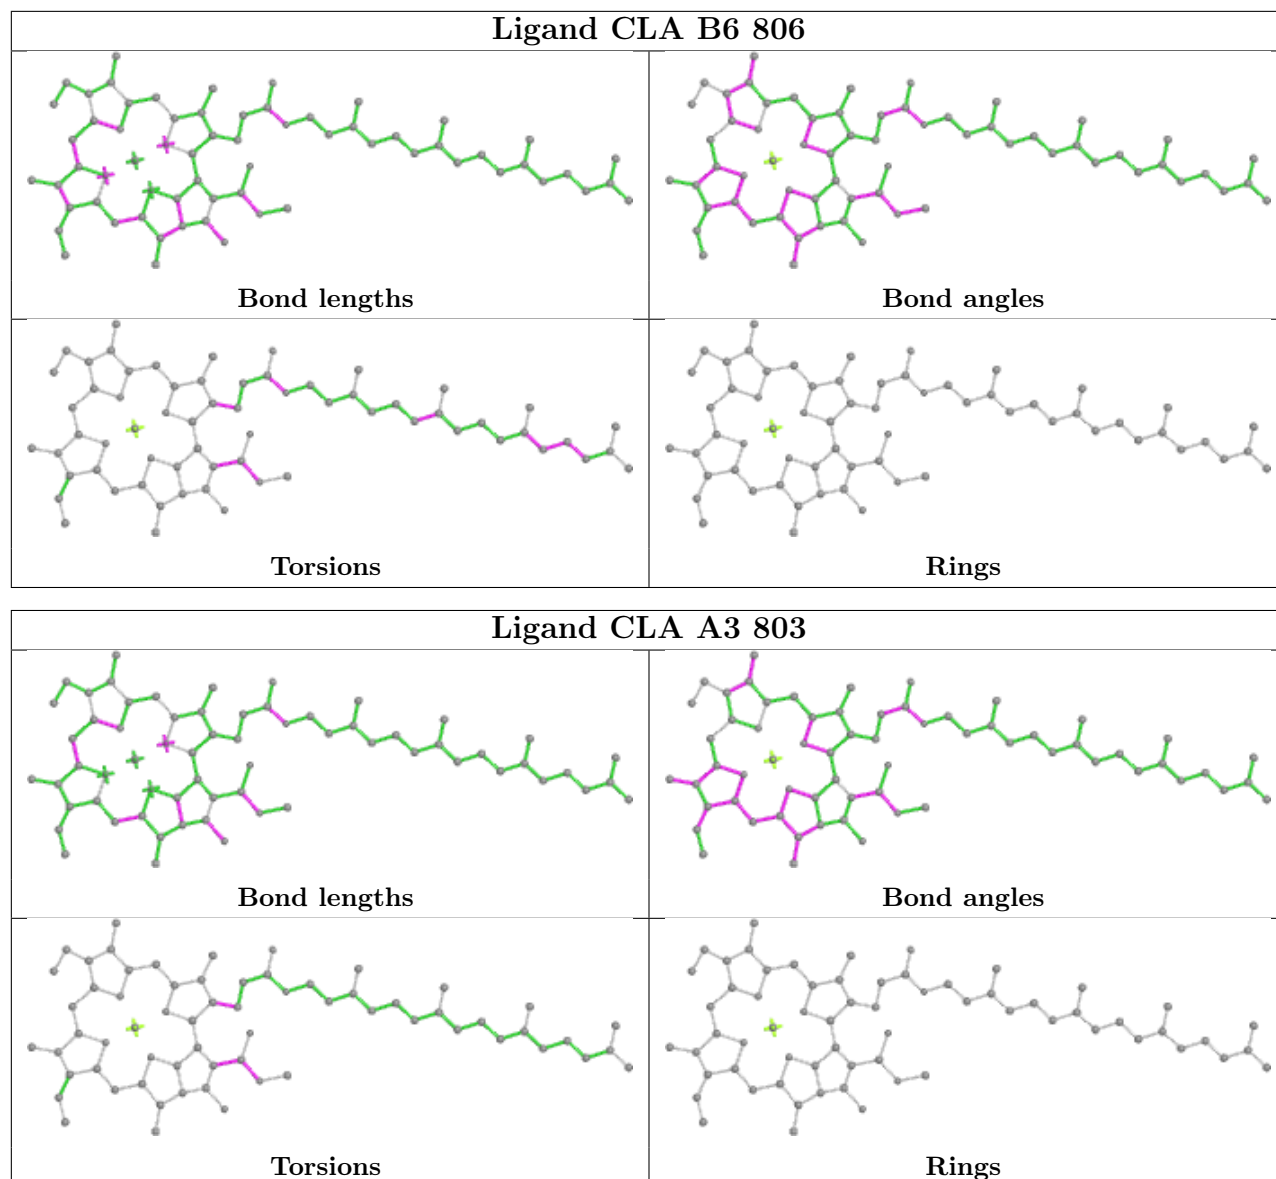 Ligand CLA B6 806
Bond lengths
Bond angles
Torsions
Rings
Ligand CLA A3 803
Bond lengths
Bond angles
Torsions
Rings